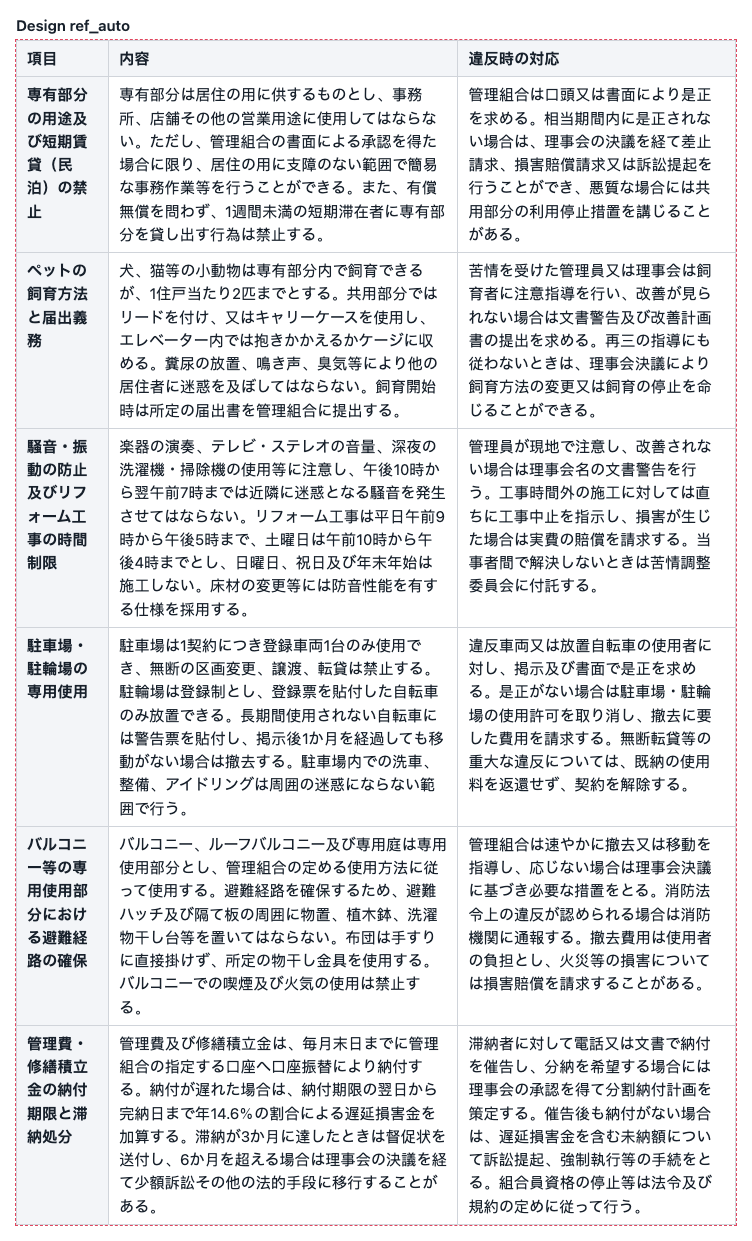 Design ref_auto
項目
内容
違反時の対応
専有部分
の用途及
び短期賃
貸（民
泊）の禁
止
専有部分は居住の用に供するものとし、事務
所、店舗その他の営業用途に使用してはならな
い。ただし、管理組合の書面による承認を得た
場合に限り、居住の用に支障のない範囲で簡易
な事務作業等を行うことができる。また、有償
無償を問わず、1週間未満の短期滞在者に専有部
分を貸し出す行為は禁止する。
管理組合は口頭又は書面により是正
を求める。相当期間内に是正されな
い場合は、理事会の決議を経て差止
請求、損害賠償請求又は訴訟提起を
行うことができ、悪質な場合には共
用部分の利用停止措置を講じること
がある。
ペットの
飼育方法
と届出義
務
犬、猫等の小動物は専有部分内で飼育できる
が、1住戸当たり2匹までとする。共用部分では
リードを付け、又はキャリーケースを使用し、
エレベーター内では抱きかかえるかケージに収
める。糞尿の放置、鳴き声、臭気等により他の
居住者に迷惑を及ぼしてはならない。飼育開始
時は所定の届出書を管理組合に提出する。
苦情を受けた管理員又は理事会は飼
育者に注意指導を行い、改善が見ら
れない場合は文書警告及び改善計画
書の提出を求める。再三の指導にも
従わないときは、理事会決議により
飼育方法の変更又は飼育の停止を命
じることができる。
騒音・振
動の防止
及びリフ
ォーム工
事の時間
制限
楽器の演奏、テレビ・ステレオの音量、深夜の
洗濯機・掃除機の使用等に注意し、午後10時か
ら翌午前7時までは近隣に迷惑となる騒音を発生
させてはならない。リフォーム工事は平日午前9
時から午後5時まで、土曜日は午前10時から午
後4時までとし、日曜日、祝日及び年末年始は
施工しない。床材の変更等には防音性能を有す
る仕様を採用する。
管理員が現地で注意し、改善されな
い場合は理事会名の文書警告を行
う。工事時間外の施工に対しては直
ちに工事中止を指示し、損害が生じ
た場合は実費の賠償を請求する。当
事者間で解決しないときは苦情調整
委員会に付託する。
駐車場・
駐輪場の
専用使用
駐車場は1契約につき登録車両1台のみ使用で
き、無断の区画変更、譲渡、転貸は禁止する。
駐輪場は登録制とし、登録票を貼付した自転車
のみ放置できる。長期間使用されない自転車に
は警告票を貼付し、掲示後1か月を経過しても移
動がない場合は撤去する。駐車場内での洗車、
整備、アイドリングは周囲の迷惑にならない範
囲で行う。
違反車両又は放置自転車の使用者に
対し、掲示及び書面で是正を求め
る。是正がない場合は駐車場・駐輪
場の使用許可を取り消し、撤去に要
した費用を請求する。無断転貸等の
重大な違反については、既納の使用
料を返還せず、契約を解除する。
バルコニ
ー等の専
用使用部
分におけ
る避難経
路の確保
バルコニー、ルーフバルコニー及び専用庭は専用
使用部分とし、管理組合の定める使用方法に従
って使用する。避難経路を確保するため、避難
ハッチ及び隔て板の周囲に物置、植木鉢、洗濯
物干し台等を置いてはならない。布団は手すり
に直接掛けず、所定の物干し金具を使用する。
バルコニーでの喫煙及び火気の使用は禁止す
る。
管理組合は速やかに撤去又は移動を
指導し、応じない場合は理事会決議
に基づき必要な措置をとる。消防法
令上の違反が認められる場合は消防
機関に通報する。撤去費用は使用者
の負担とし、火災等の損害について
は損害賠償を請求することがある。
管理費・
修繕積立
金の納付
期限と滞
納処分
管理費及び修繕積立金は、毎月末日までに管理
組合の指定する口座へ口座振替により納付す
る。納付が遅れた場合は、納付期限の翌日から
完納日まで年14.6%の割合による遅延損害金を
加算する。滞納が3か月に達したときは督促状を
送付し、6か月を超える場合は理事会の決議を経
て少額訴訟その他の法的手段に移行することが
ある。
滞納者に対して電話又は文書で納付
を催告し、分納を希望する場合には
理事会の承認を得て分割納付計画を
策定する。催告後も納付がない場合
は、遅延損害金を含む未納額につい
て訴訟提起、強制執行等の手続をと
る。組合員資格の停止等は法令及び
規約の定めに従って行う。